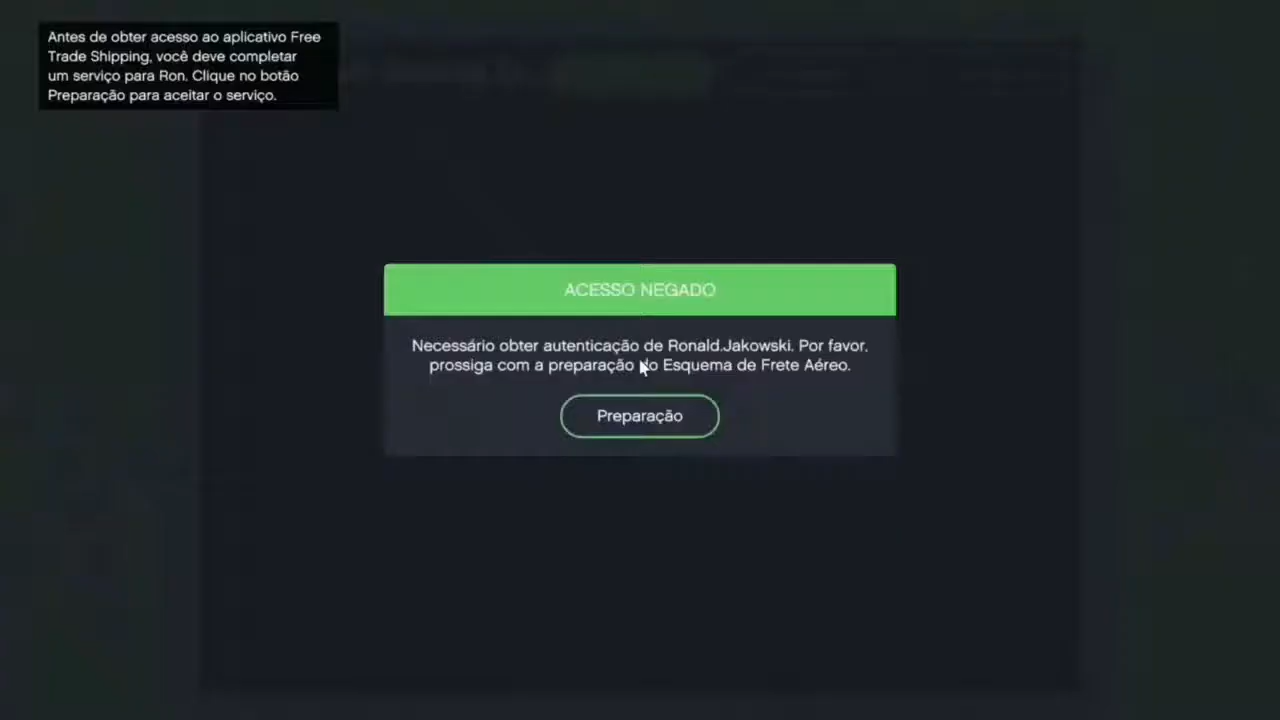 Antes de obter acesso ao aplicativo Free
Trade Shipping, você deve completar
um serviço para Ron. Clique no botão
Preparação para aceitar o serviço.
ACESSO NEGADO
Necessário obter autenticação de Ronald.Jakowski. Por favor,
prossiga com a preparação do Esquema de Frete Aéreo.
Preparação